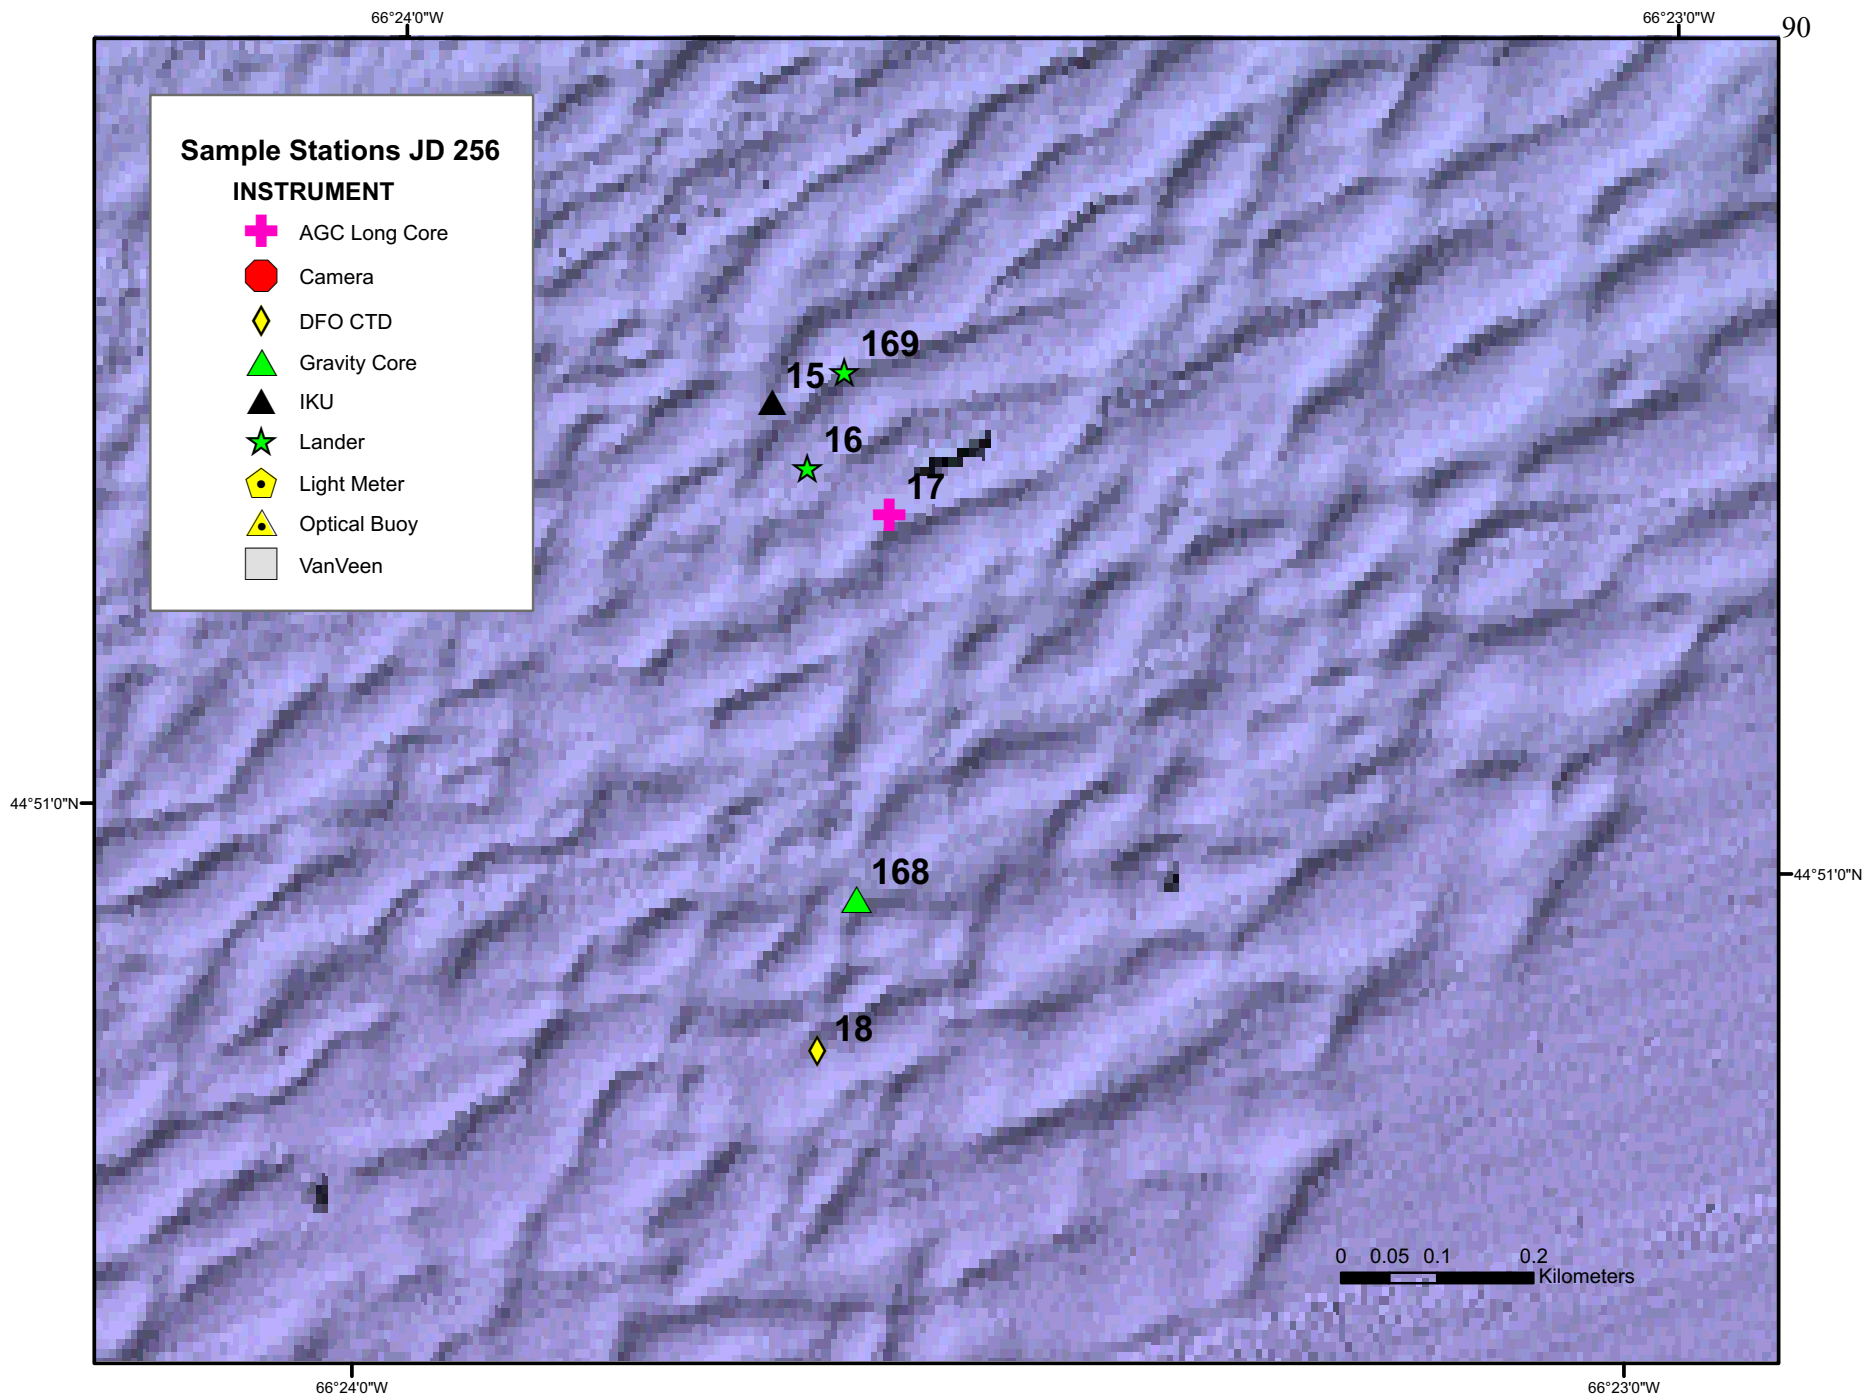 66°24'0"W
66°23'0"W
90
Sample Stations JD 256
INSTRUMENT
AGC Long Core
Camera
DFO CTD
Gravity Core
IKU
Lander
Light Meter
Optical Buoy
VanVeen
169
15
16
17
44°51'0"N
168
44°51'0"N
18
0 0.05 0.1 0.2
Kilometers
66°24'0"W
66°23'0"W